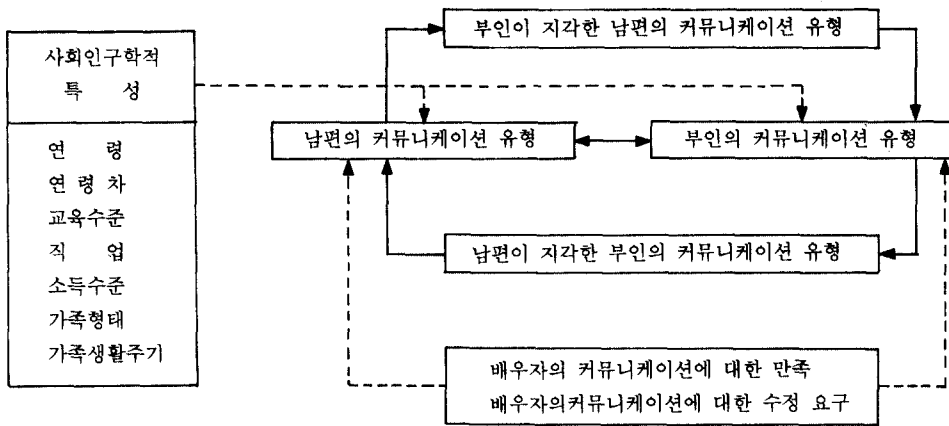 사회인구학적
특 성
연 령
연 령 차
교육수준
직 업
소득수준
가족형태
가족생활주기
부인이 지각한 남편의 커뮤니케이션 유형
남편의 커뮤니케이션 유형
부인의 커뮤니케이션 유형
남편이 지각한 부인의 커뮤니케이션 유형
배우자의 커뮤니케이션에 대한 만족
배우자의커뮤니케이션에 대한 수정 요구